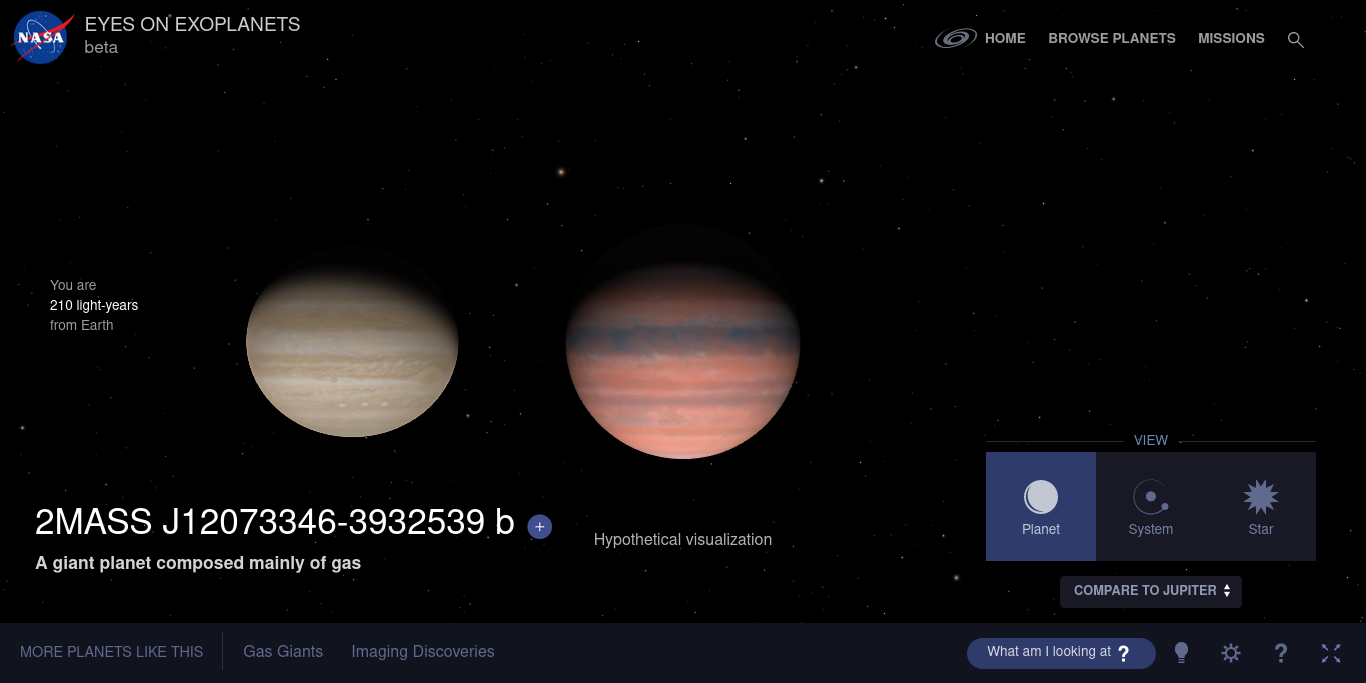 NASA
EYES ON EXOPLANETS
beta
HOME
BROWSE PLANETS
MISSIONS
You are
210 light-years
from Earth
2MASS J12073346-3932539 b +
A giant planet composed mainly of gas
Hypothetical visualization
VIEW
Planet
System
Star
COMPARE TO JUPITER
MORE PLANETS LIKE THIS
Gas Giants
Imaging Discoveries
What am I looking at ?
?